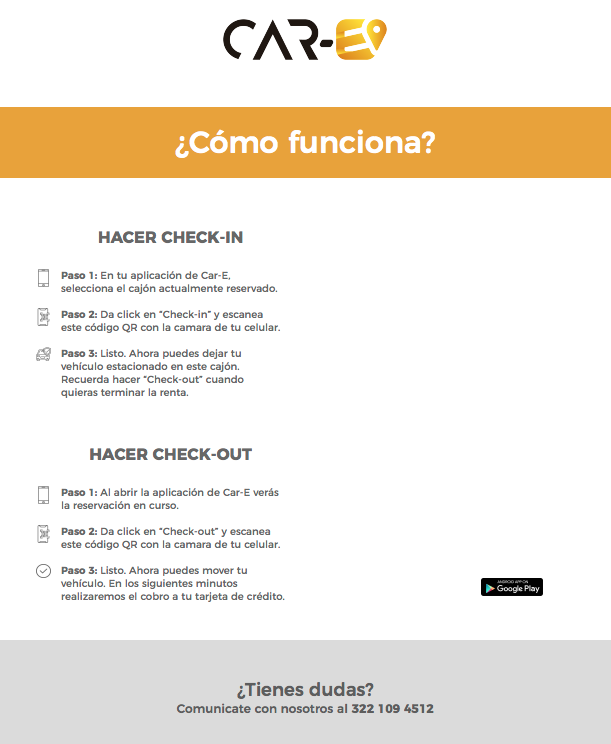 CAR-E
¿Cómo funciona?
HACER CHECK-IN
Paso 1: En tu aplicación de Car-E,
selecciona el cajón actualmente reservado.
Paso 2: Da click en “Check-in” y escanea
este código QR con la camara de tu celular.
Paso 3: Listo. Ahora puedes dejar tu
vehículo estacionado en este cajón.
Recuerda hacer “Check-out” cuando
quieras terminar la renta.
HACER CHECK-OUT
Paso 1: Al abrir la aplicación de Car-E verás
la reservación en curso.
Paso 2: Da click en “Check-out” y escanea
este código QR con la camara de tu celular.
Paso 3: Listo. Ahora puedes mover tu
vehículo. En los siguientes minutos
realizaremos el cobro a tu tarjeta de crédito.
ANDROID APP ON
Google Play
¿Tienes dudas?
Comunicate con nosotros al 322 109 4512